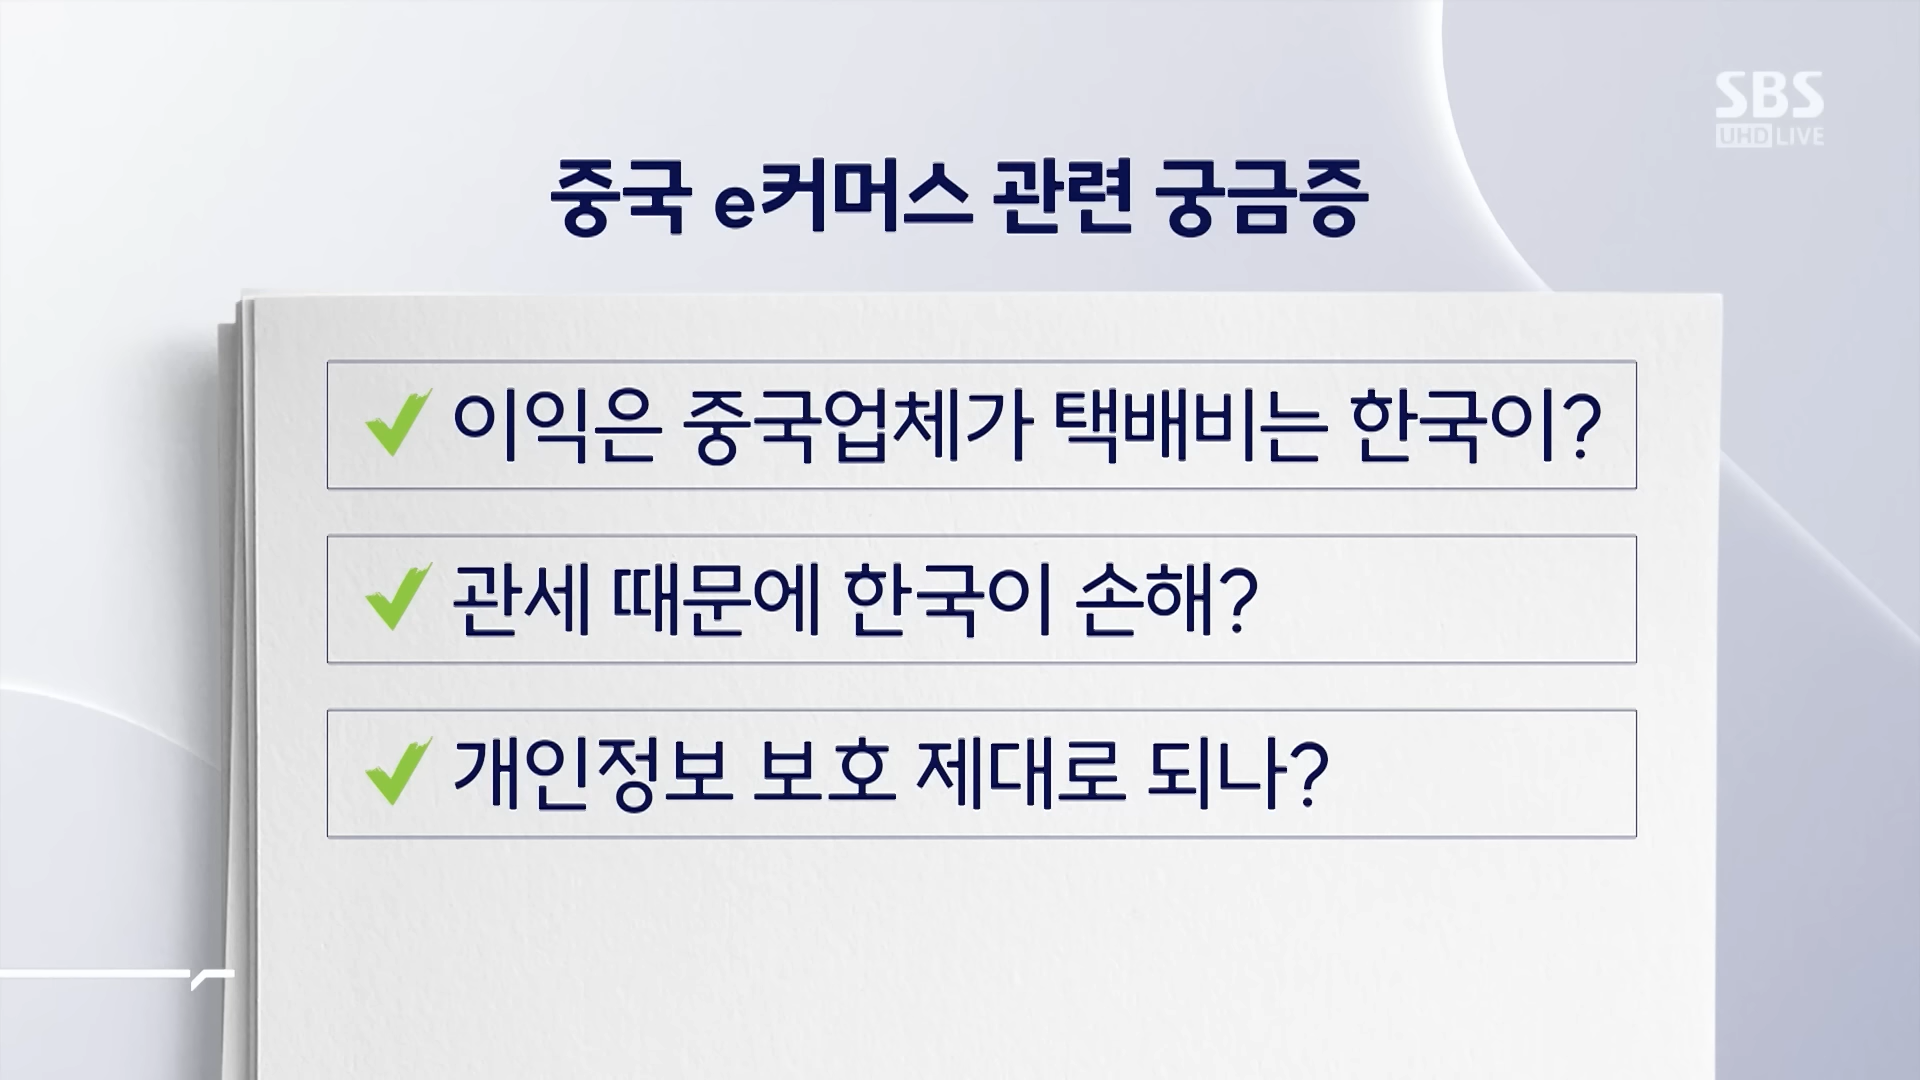 SBS
UHD LIVE
중국 e커머스 관련 궁금증
이익은 중국업체가 택배비는 한국이?
관세 때문에 한국이 손해?
개인정보 보호 제대로 되나?